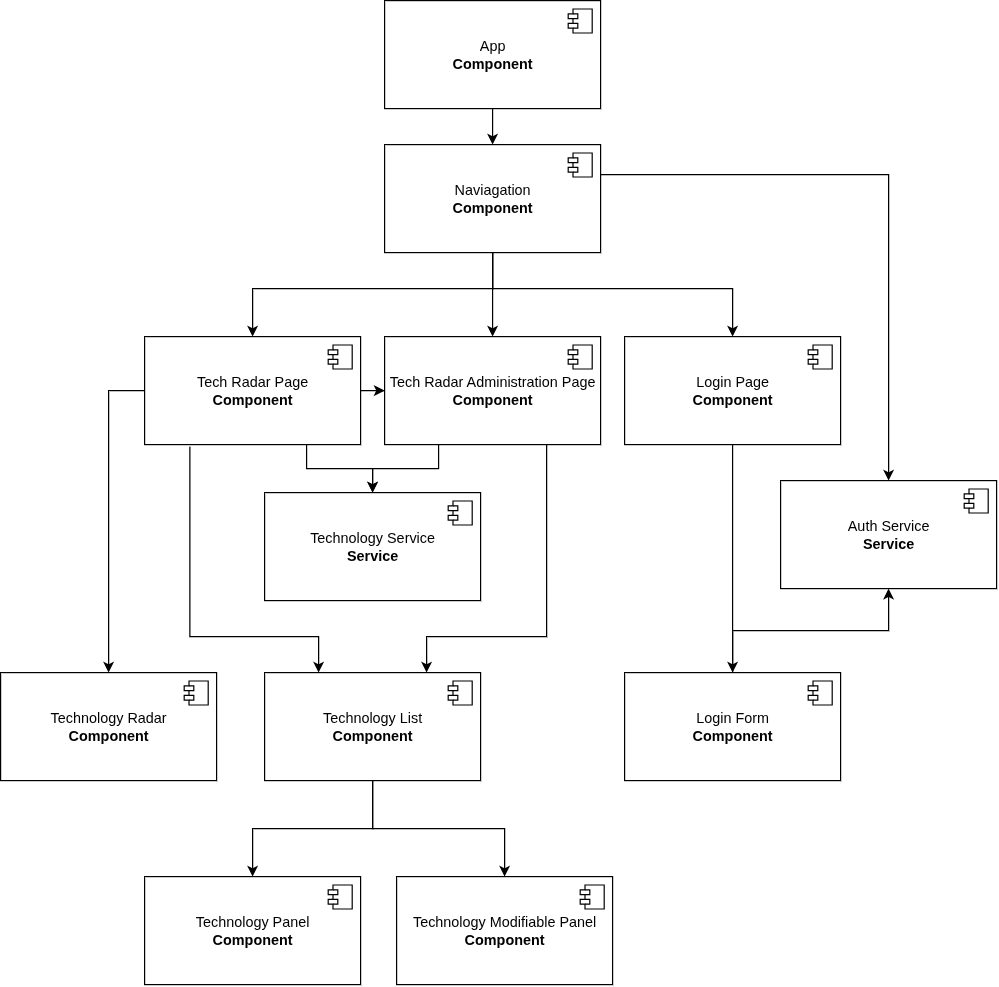 App
Component
Naviagation
Component
Tech Radar Page
Component
Tech Radar Administration Page
Component
Login Page
Component
Technology Service
Service
Auth Service
Service
Technology Radar
Component
Technology List
Component
Login Form
Component
Technology Panel
Component
Technology Modifiable Panel
Component